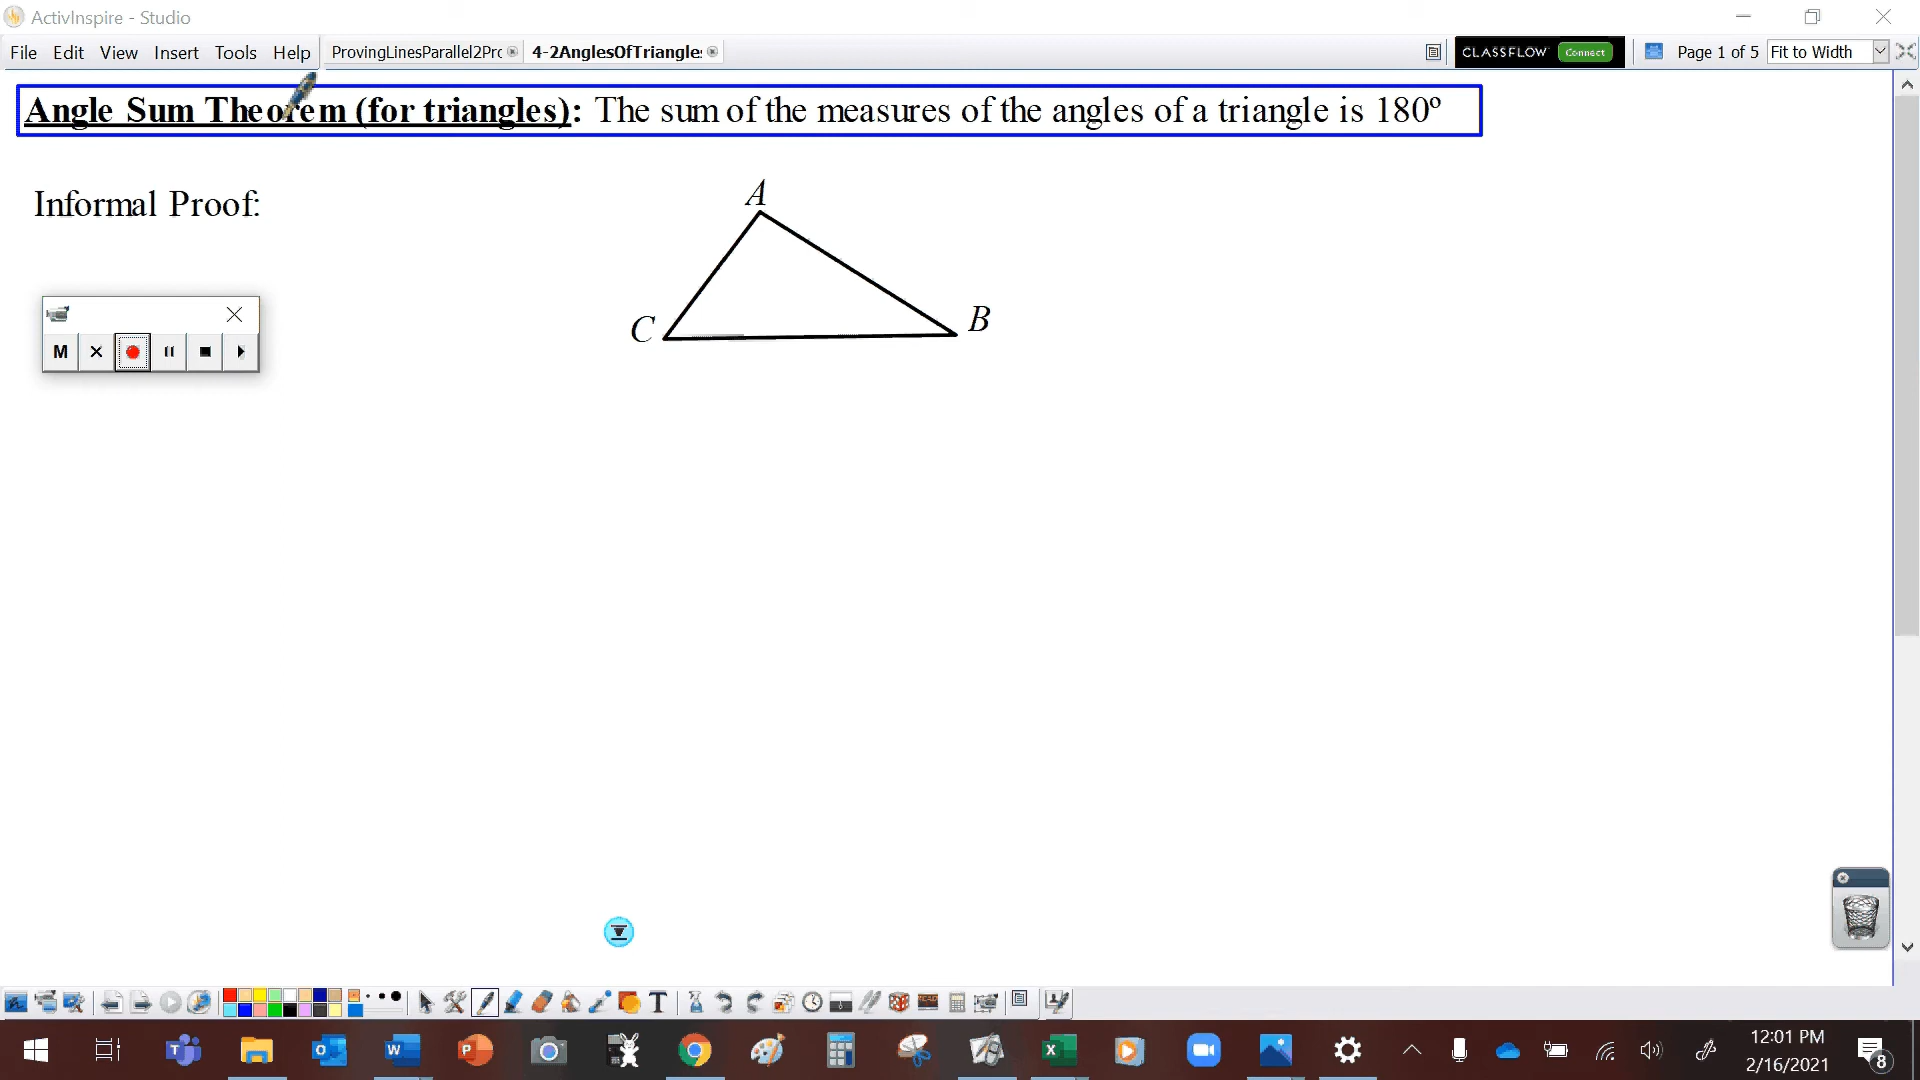 ActivInspire - Studio
File Edit View Insert Tools Help
ProvingLinesParallel2Prc
4-2AnglesOfTriangle:
CLASSFLOW Connect
Page 1 of 5
Fit to Width
Angle Sum Theorem (for triangles): The sum of the measures of the angles of a triangle is 180º
Informal Proof:
A
C
B
M
T
12:01 PM
2/16/2021
8